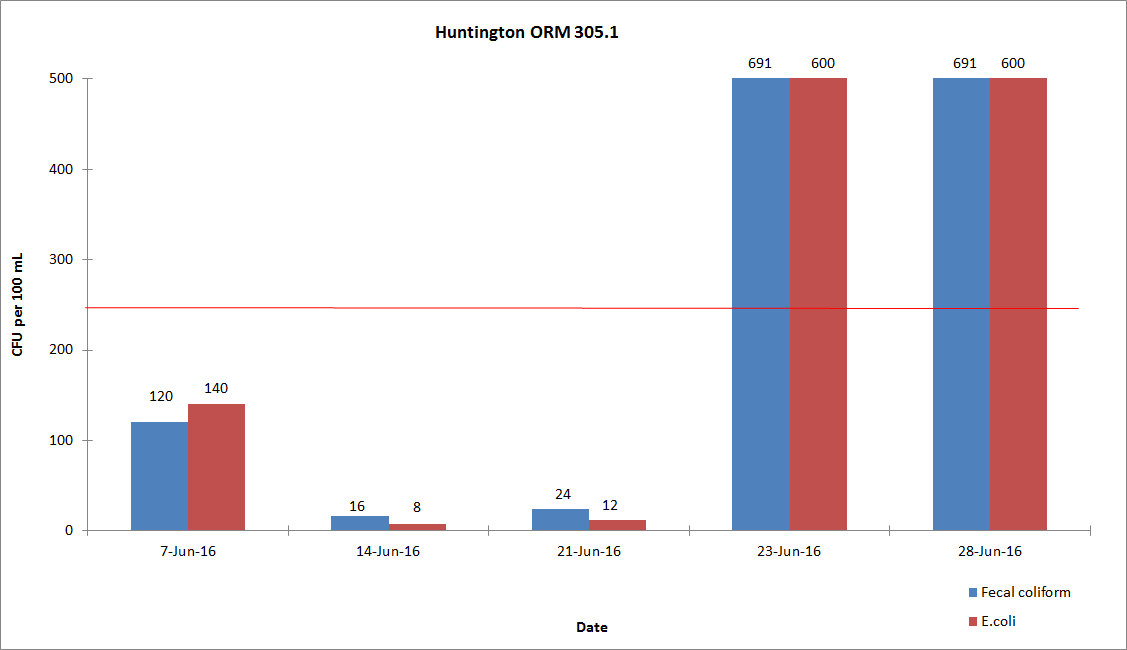 Huntington ORM 305.1
691 600 691 600
500
400
300
200
100
0
CFU per 100 mL
120 140
16 8
24 12
7-Jun-16 14-Jun-16 21-Jun-16 23-Jun-16 28-Jun-16
Fecal coliform
E.coli
Date